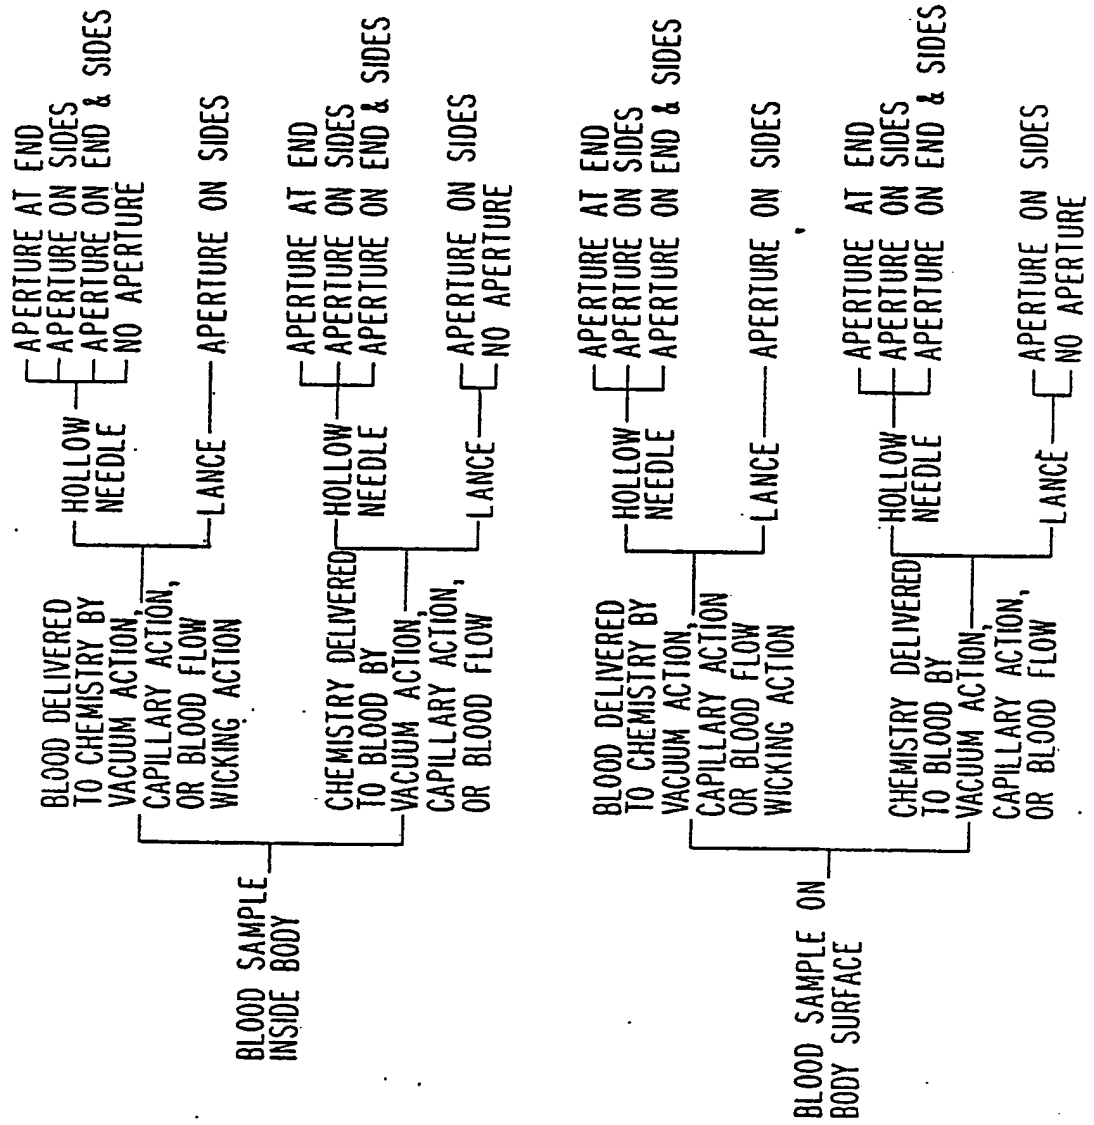 BLOOD SAMPLE
INSIDE BODY
BLOOD DELIVERED
TO CHEMISTRY BY
VACUUM ACTION,
CAPILLARY ACTION,
OR BLOOD FLOW
WICKING ACTION
HOLLOW
NEEDLE
APERTURE AT END
APERTURE ON SIDES
APERTURE ON END & SIDES
NO APERTURE
LANCE
APERTURE ON SIDES
CHEMISTRY DELIVERED
TO BLOOD BY
VACUUM ACTION,
CAPILLARY ACTION,
OR BLOOD FLOW
HOLLOW
NEEDLE
APERTURE AT END
APERTURE ON SIDES
APERTURE ON END & SIDES
LANCE
APERTURE ON SIDES
NO APERTURE
BLOOD SAMPLE ON
BODY SURFACE
BLOOD DELIVERED
TO CHEMISTRY BY
VACUUM ACTION,
CAPILLARY ACTION
OR BLOOD FLOW
WICKING ACTION
HOLLOW
NEEDLE
APERTURE AT END
APERTURE ON SIDES
APERTURE ON END & SIDES
LANCE
APERTURE ON SIDES
CHEMISTRY DELIVERED
TO BLOOD BY
VACUUM ACTION,
CAPILLARY ACTION,
OR BLOOD FLOW
HOLLOW
NEEDLE
APERTURE AT END
APERTURE ON SIDES
APERTURE ON END & SIDES
LANCE
APERTURE ON SIDES
NO APERTURE